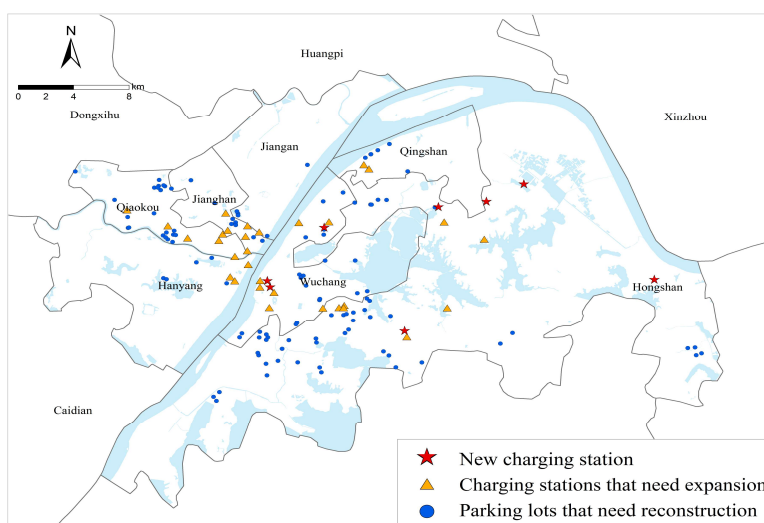 N
km
0 2 4 8
Huangpi
Dongxihu
Xinzhou
Jiangan
Qingshan
Qiaokou
Jianghan
Hanyang
Wuchang
Hongshan
Caidian
New charging station
Charging stations that need expansion
Parking lots that need reconstruction